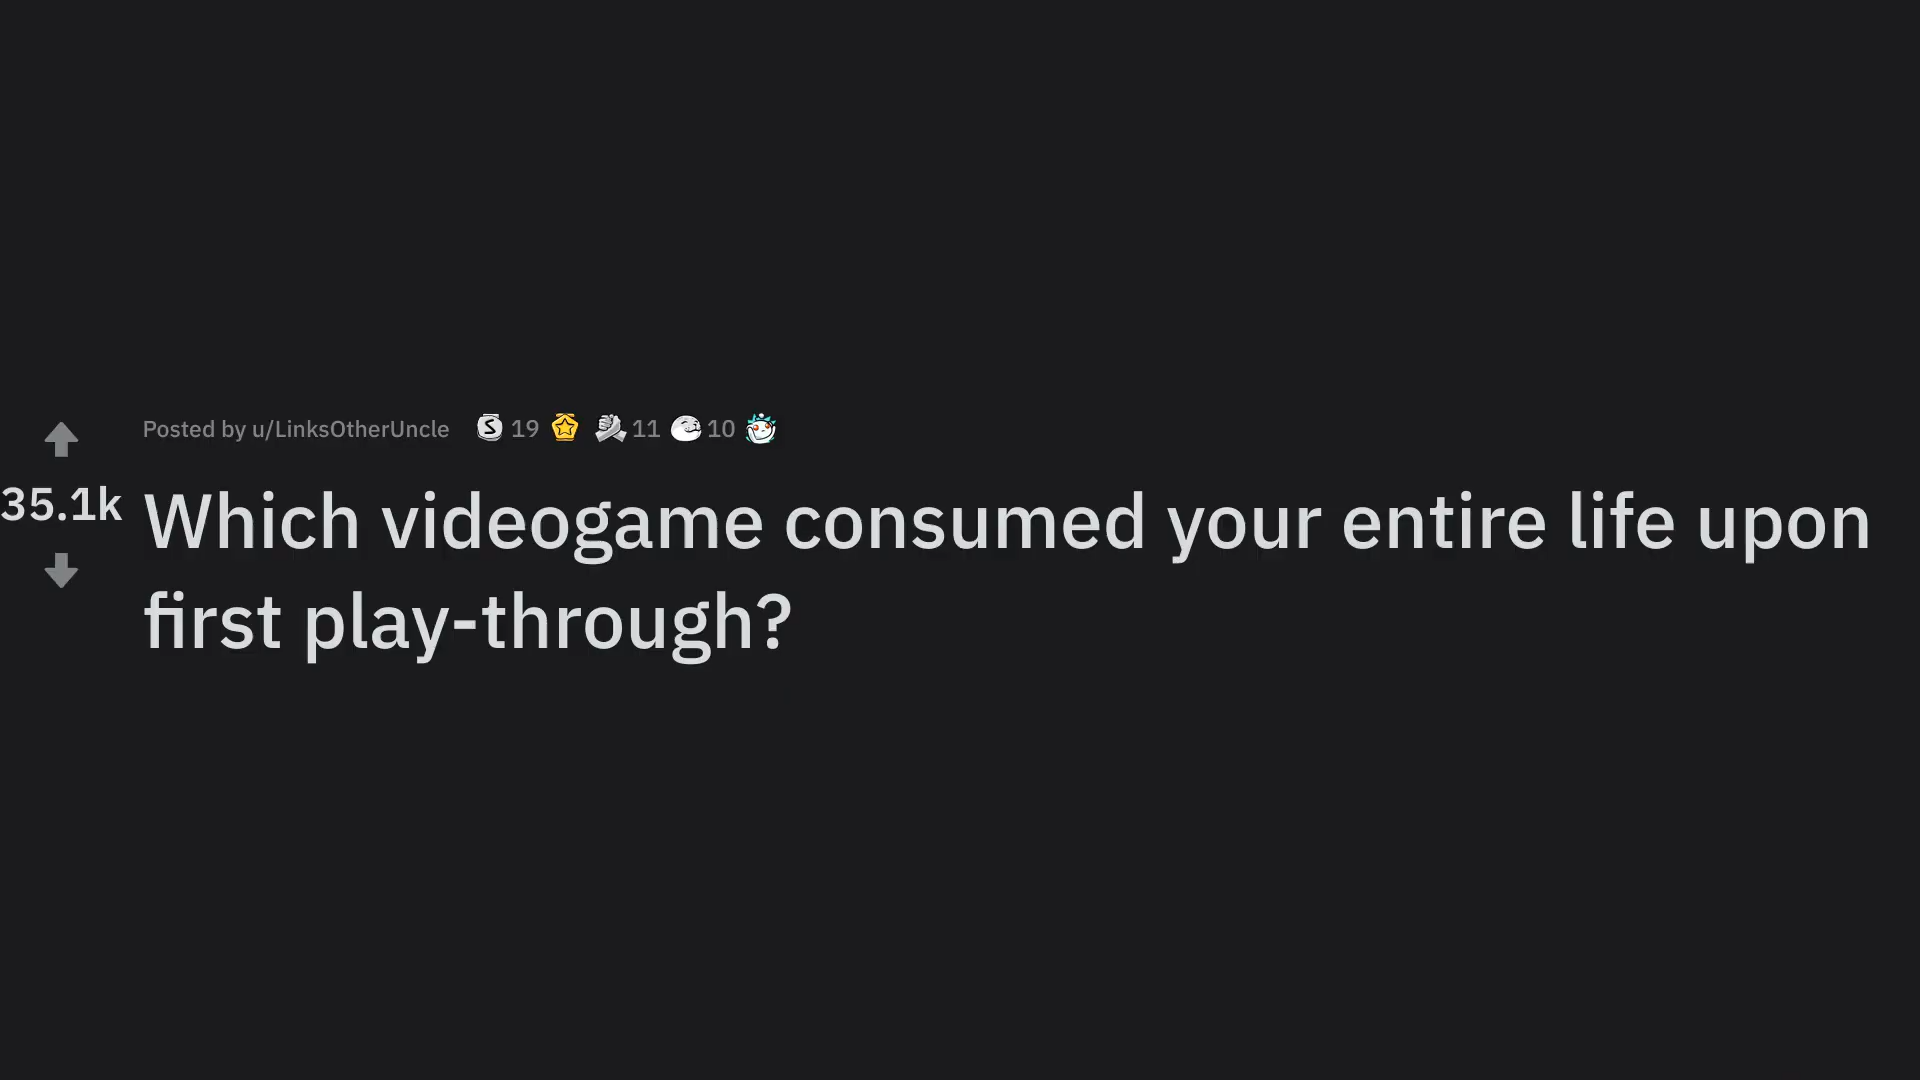 Posted by u/LinksOtherUncle S 19 11 10
35.1k
Which videogame consumed your entire life upon
first play-through?